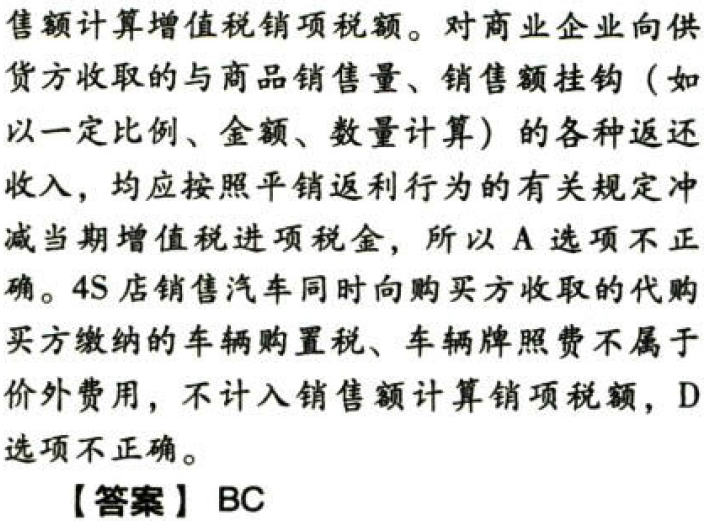 售额计算增值税销项税额。对商业企业向供
货方收取的与商品销售量、销售额挂钩（如
以一定比例、金额、数量计算）的各种返还
收入，均应按照平销返利行为的有关规定冲
减当期增值税进项税金，所以 A 选项不正
确。4S 店销售汽车同时向购买方收取的代购
买方缴纳的车辆购置税、车辆牌照费不属于
价外费用，不计入销售额计算销项税额，D
选项不正确。
【答案】 BC